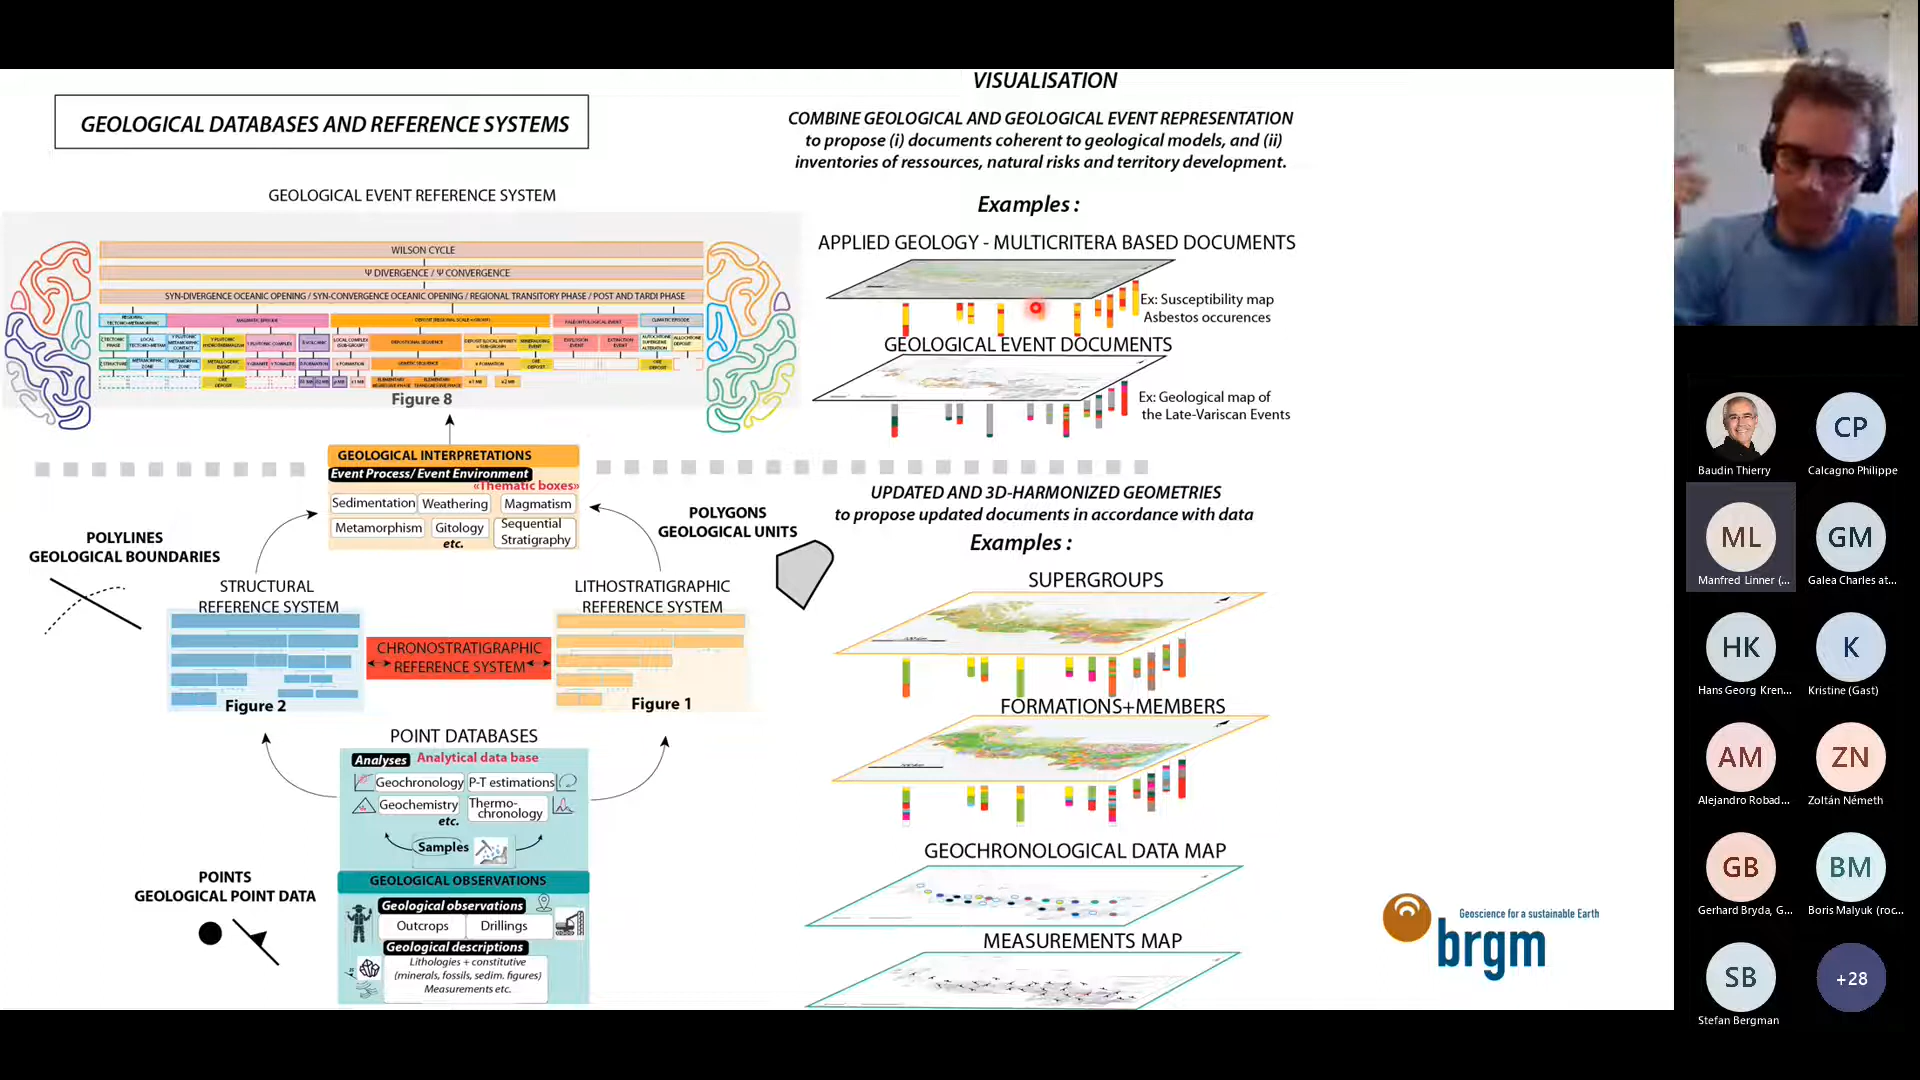 GEOLOGICAL DATABASES AND REFERENCE SYSTEMS
GEOLOGICAL EVENT REFERENCE SYSTEM
WILSON CYCLE
Ψ DIVERGENCE / Ψ CONVERGENCE
SYN-DIVERGENCE OCEANIC OPENING / SYN-CONVERGENCE OCEANIC OPENING / REGIONAL TRANSITORY PHASE / POST AND TARDI PHASE
Figure 8
GEOLOGICAL INTERPRETATIONS
Event Process/ Event Environment
«Thematic boxes»
Sedimentation
Weathering
Magmatism
Metamorphism
Gitology
Sequential
Stratigraphy
etc.
POLYLINES
GEOLOGICAL BOUNDARIES
POLYGONS
GEOLOGICAL UNITS
STRUCTURAL
REFERENCE SYSTEM
LITHOSTRATIGRAPHIC
REFERENCE SYSTEM
CHRONOSTRATIGRAPHIC
REFERENCE SYSTEM
Figure 2
Figure 1
POINT DATABASES
Analyses
Analytical data base
Geochronology
P-T estimations
Geochemistry
Thermo-
chronology
etc.
Samples
POINTS
GEOLOGICAL POINT DATA
GEOLOGICAL OBSERVATIONS
Geological observations
Outcrops
Drillings
Geological descriptions
Lithologies + constitutive
(minerals, fossils, sedim. figures)
Measurements etc.
VISUALISATION
COMBINE GEOLOGICAL AND GEOLOGICAL EVENT REPRESENTATION
to propose (i) documents coherent to geological models, and (ii)
inventories of ressources, natural risks and territory development.
Examples :
APPLIED GEOLOGY - MULTICRITERA BASED DOCUMENTS
Ex: Susceptibility map
Asbestos occurences
GEOLOGICAL EVENT DOCUMENTS
Ex: Geological map of
the Late-Variscan Events
UPDATED AND 3D-HARMONIZED GEOMETRIES
to propose updated documents in accordance with data
Examples :
SUPERGROUPS
FORMATIONS+MEMBERS
GEOCHRONOLOGICAL DATA MAP
MEASUREMENTS MAP
Geoscience for a sustainable Earth
brgm
Baudin Thierry
CP
Calcagno Philippe
ML
Manfred Linner (...
GM
Galea Charles at...
HK
Hans Georg Kren...
K
Kristine (Gast)
AM
Alejandro Robad...
ZN
Zoltán Németh
GB
Gerhard Bryda, G...
BM
Boris Malyuk (roc...
SB
Stefan Bergman
+28